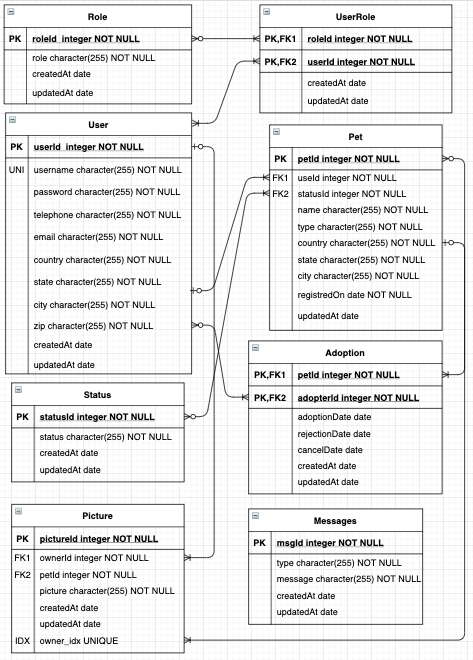 Role
PK roleId integer NOT NULL
role character(255) NOT NULL
createdAt date
updatedAt date
UserRole
PK,FK1 roleId integer NOT NULL
PK,FK2 userId integer NOT NULL
createdAt date
updatedAt date
User
PK userId integer NOT NULL
UNI username character(255) NOT NULL
password character(255) NOT NULL
telephone character(255) NOT NULL
email character(255) NOT NULL
country character(255) NOT NULL
state character(255) NOT NULL
city character(255) NOT NULL
zip character(255) NOT NULL
createdAt date
updatedAt date
Pet
PK petId integer NOT NULL
FK1 useId integer NOT NULL
FK2 statusId integer NOT NULL
name character(255) NOT NULL
type character(255) NOT NULL
country character(255) NOT NULL
state character(255) NOT NULL
city character(255) NOT NULL
registredOn date NOT NULL
updatedAt date
Adoption
PK,FK1 petId integer NOT NULL
PK,FK2 adopterId integer NOT NULL
adoptionDate date
rejectionDate date
cancelDate date
createdAt date
updatedAt date
Status
PK statusId integer NOT NULL
status character(255) NOT NULL
createdAt date
updatedAt date
Picture
PK pictureId integer NOT NULL
FK1 ownerId integer NOT NULL
FK2 petId integer NOT NULL
picture character(255) NOT NULL
createdAt date
updatedAt date
IDX owner_idx UNIQUE
Messages
PK msgId integer NOT NULL
type character(255) NOT NULL
message character(255) NOT NULL
createdAt date
updatedAt date